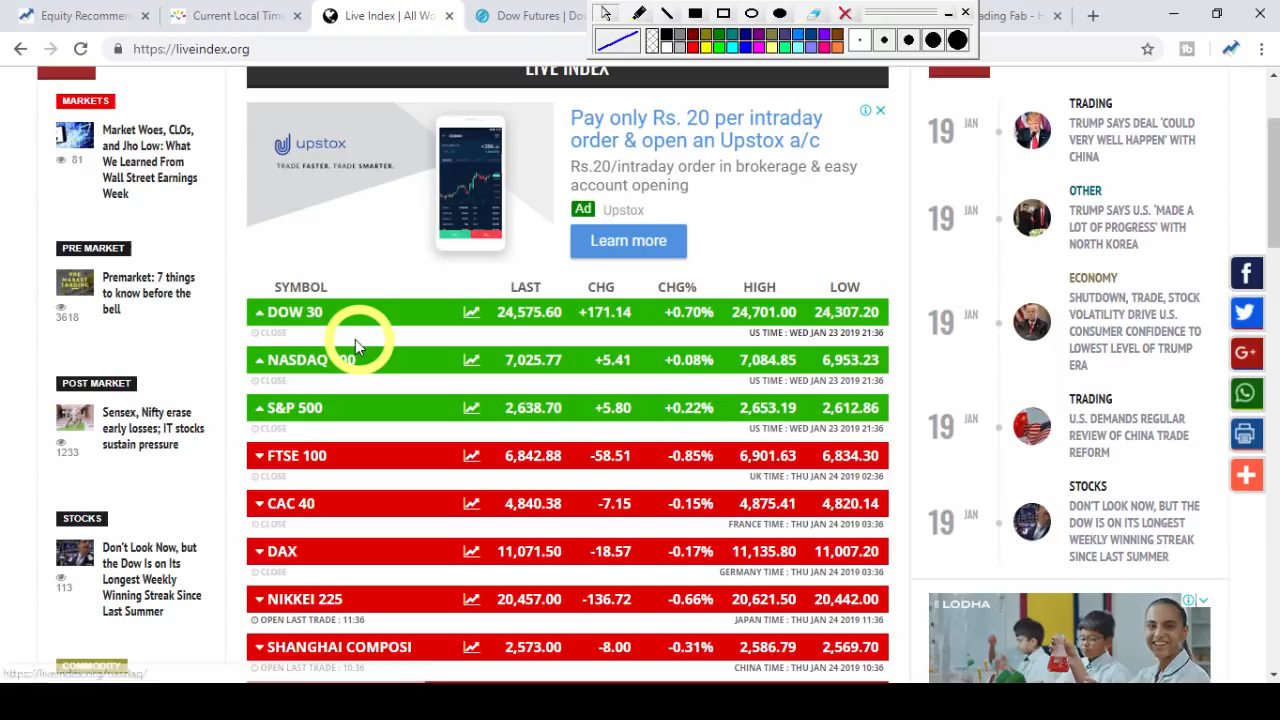 Equity Recommen
Current Local Time
Live Index | All Wo
Dow Futures | Do
ading Fab - H
https://liveindex.org
LIVE INDEX
MARKETS
Market Woes, CLOs,
and Jho Low: What
We Learned From
Wall Street Earnings
Week
81
PRE MARKET
Premarket: 7 things
to know before the
bell
3618
POST MARKET
Sensex, Nifty erase
early losses; IT stocks
sustain pressure
1233
STOCKS
Don't Look Now, but
the Dow Is on Its
Longest Weekly
Winning Streak Since
Last Summer
113
COMMODITY
https://liveindex.org/nasdaq/
upstox
TRADE FASTER. TRADE SMARTER.
Pay only Rs. 20 per intraday
order & open an Upstox a/c
Rs.20/intraday order in brokerage & easy
account opening
Ad Upstox
Learn more
SYMBOL LAST CHG CHG% HIGH LOW
DOW 30 24,575.60 +171.14 +0.70% 24,701.00 24,307.20
CLOSE US TIME : WED JAN 23 2019 21:36
NASDAQ 100 7,025.77 +5.41 +0.08% 7,084.85 6,953.23
CLOSE US TIME : WED JAN 23 2019 21:36
S&P 500 2,638.70 +5.80 +0.22% 2,653.19 2,612.86
CLOSE US TIME : WED JAN 23 2019 21:36
FTSE 100 6,842.88 -58.51 -0.85% 6,901.63 6,834.30
CLOSE UK TIME : THU JAN 24 2019 02:36
CAC 40 4,840.38 -7.15 -0.15% 4,875.41 4,820.14
CLOSE FRANCE TIME : THU JAN 24 2019 03:36
DAX 11,071.50 -18.57 -0.17% 11,135.80 11,007.20
CLOSE GERMANY TIME : THU JAN 24 2019 03:36
NIKKEI 225 20,457.00 -136.72 -0.66% 20,621.50 20,442.00
OPEN LAST TRADE : 11:36 JAPAN TIME : THU JAN 24 2019 11:36
SHANGHAI COMPOSI 2,573.00 -8.00 -0.31% 2,586.79 2,569.70
OPEN LAST TRADE : 10:36 CHINA TIME : THU JAN 24 2019 10:36
19 JAN
TRADING
TRUMP SAYS DEAL 'COULD
VERY WELL HAPPEN' WITH
CHINA
19 JAN
OTHER
TRUMP SAYS U.S. 'MADE A
LOT OF PROGRESS' WITH
NORTH KOREA
19 JAN
ECONOMY
SHUTDOWN, TRADE, STOCK
VOLATILITY DRIVE U.S.
CONSUMER CONFIDENCE TO
LOWEST LEVEL OF TRUMP
ERA
19 JAN
TRADING
U.S. DEMANDS REGULAR
REVIEW OF CHINA TRADE
REFORM
19 JAN
STOCKS
DON'T LOOK NOW, BUT THE
DOW IS ON ITS LONGEST
WEEKLY WINNING STREAK
SINCE LAST SUMMER
LODHA